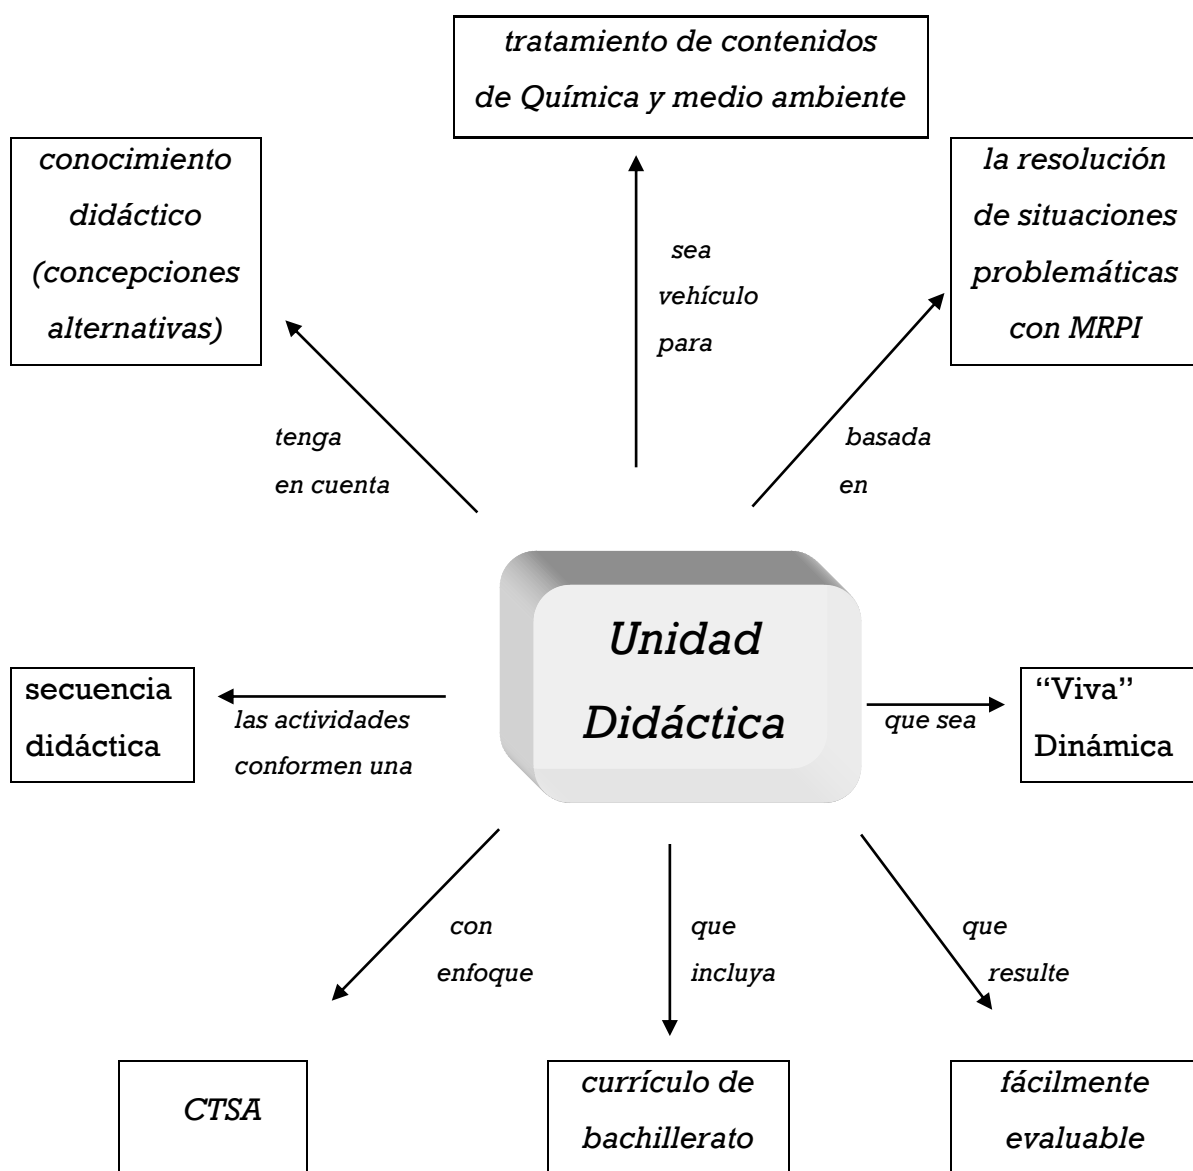 tratamiento de contenidos
de Química y medio ambiente
conocimiento
didáctico
(concepciones
alternativas)
la resolución
de situaciones
problemáticas
con MRPI
sea
vehículo
para
tenga
en cuenta
basada
en
Unidad
Didáctica
secuencia
didáctica
las actividades
conformen una
que sea
“Viva”
Dinámica
con
enfoque
que
incluya
que
resulte
CTSA
currículo de
bachillerato
fácilmente
evaluable